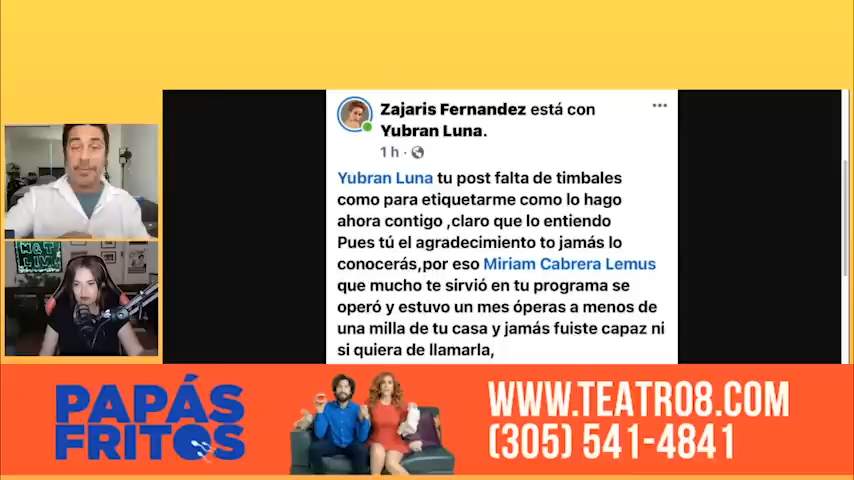 Zajaris Fernandez está con
Yubran Luna.
1 h
Yubran Luna tu post falta de timbales
como para etiquetarme como lo hago
ahora contigo ,claro que lo entiendo
Pues tú el agradecimiento to jamás lo
conocerás,por eso Miriam Cabrera Lemus
que mucho te sirvió en tu programa se
operó y estuvo un mes óperas a menos de
una milla de tu casa y jamás fuiste capaz ni
si quiera de llamarla,
PAPÁS
FRITOS
WWW.TEATRO8.COM
(305) 541-4841